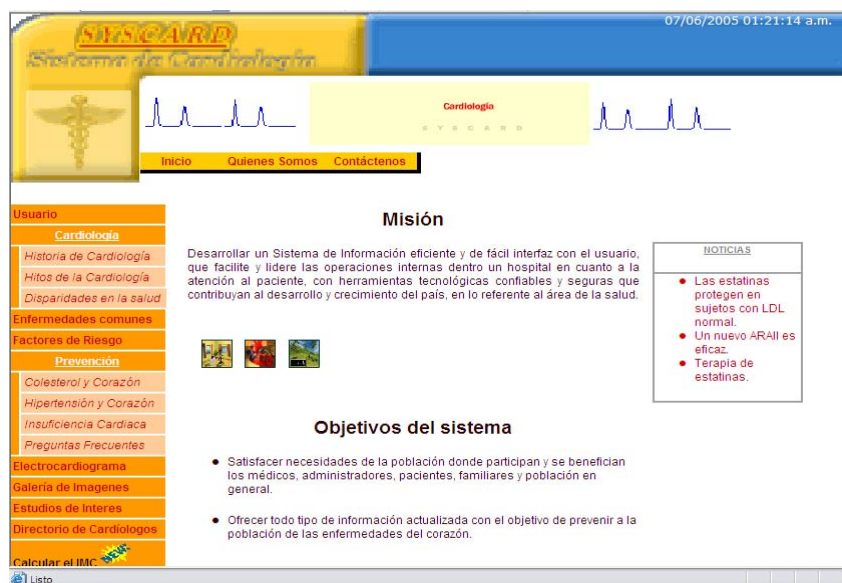 07/06/2005 01:21:14 a.m.
SYSCARD
Sistema de Cardiología
Cardiología
S Y S C A R D
Inicio Quienes Somos Contáctenos
Usuario
Cardiología
Historia de Cardiología
Hitos de la Cardiología
Disparidades en la salud
Enfermedades comunes
Factores de Riesgo
Prevención
Colesterol y Corazón
Hipertensión y Corazón
Insuficiencia Cardiaca
Preguntas Frecuentes
Electrocardiograma
Galería de Imagenes
Estudios de Interes
Directorio de Cardíologos
Calcular el IMC NEW!
Misión
Desarrollar un Sistema de Información eficiente y de fácil interfaz con el usuario,
que facilite y lidere las operaciones internas dentro un hospital en cuanto a la
atención al paciente, con herramientas tecnológicas confiables y seguras que
contribuyan al desarrollo y crecimiento del país, en lo referente al área de la salud.
Objetivos del sistema
Satisfacer necesidades de la población donde participan y se benefician
los médicos, administradores, pacientes, familiares y población en
general.
Ofrecer todo tipo de información actualizada con el objetivo de prevenir a la
población de las enfermedades del corazón.
NOTICIAS
Las estatinas
protegen en
sujetos con LDL
normal.
Un nuevo ARAII es
eficaz.
Terapia de
estatinas.
Listo